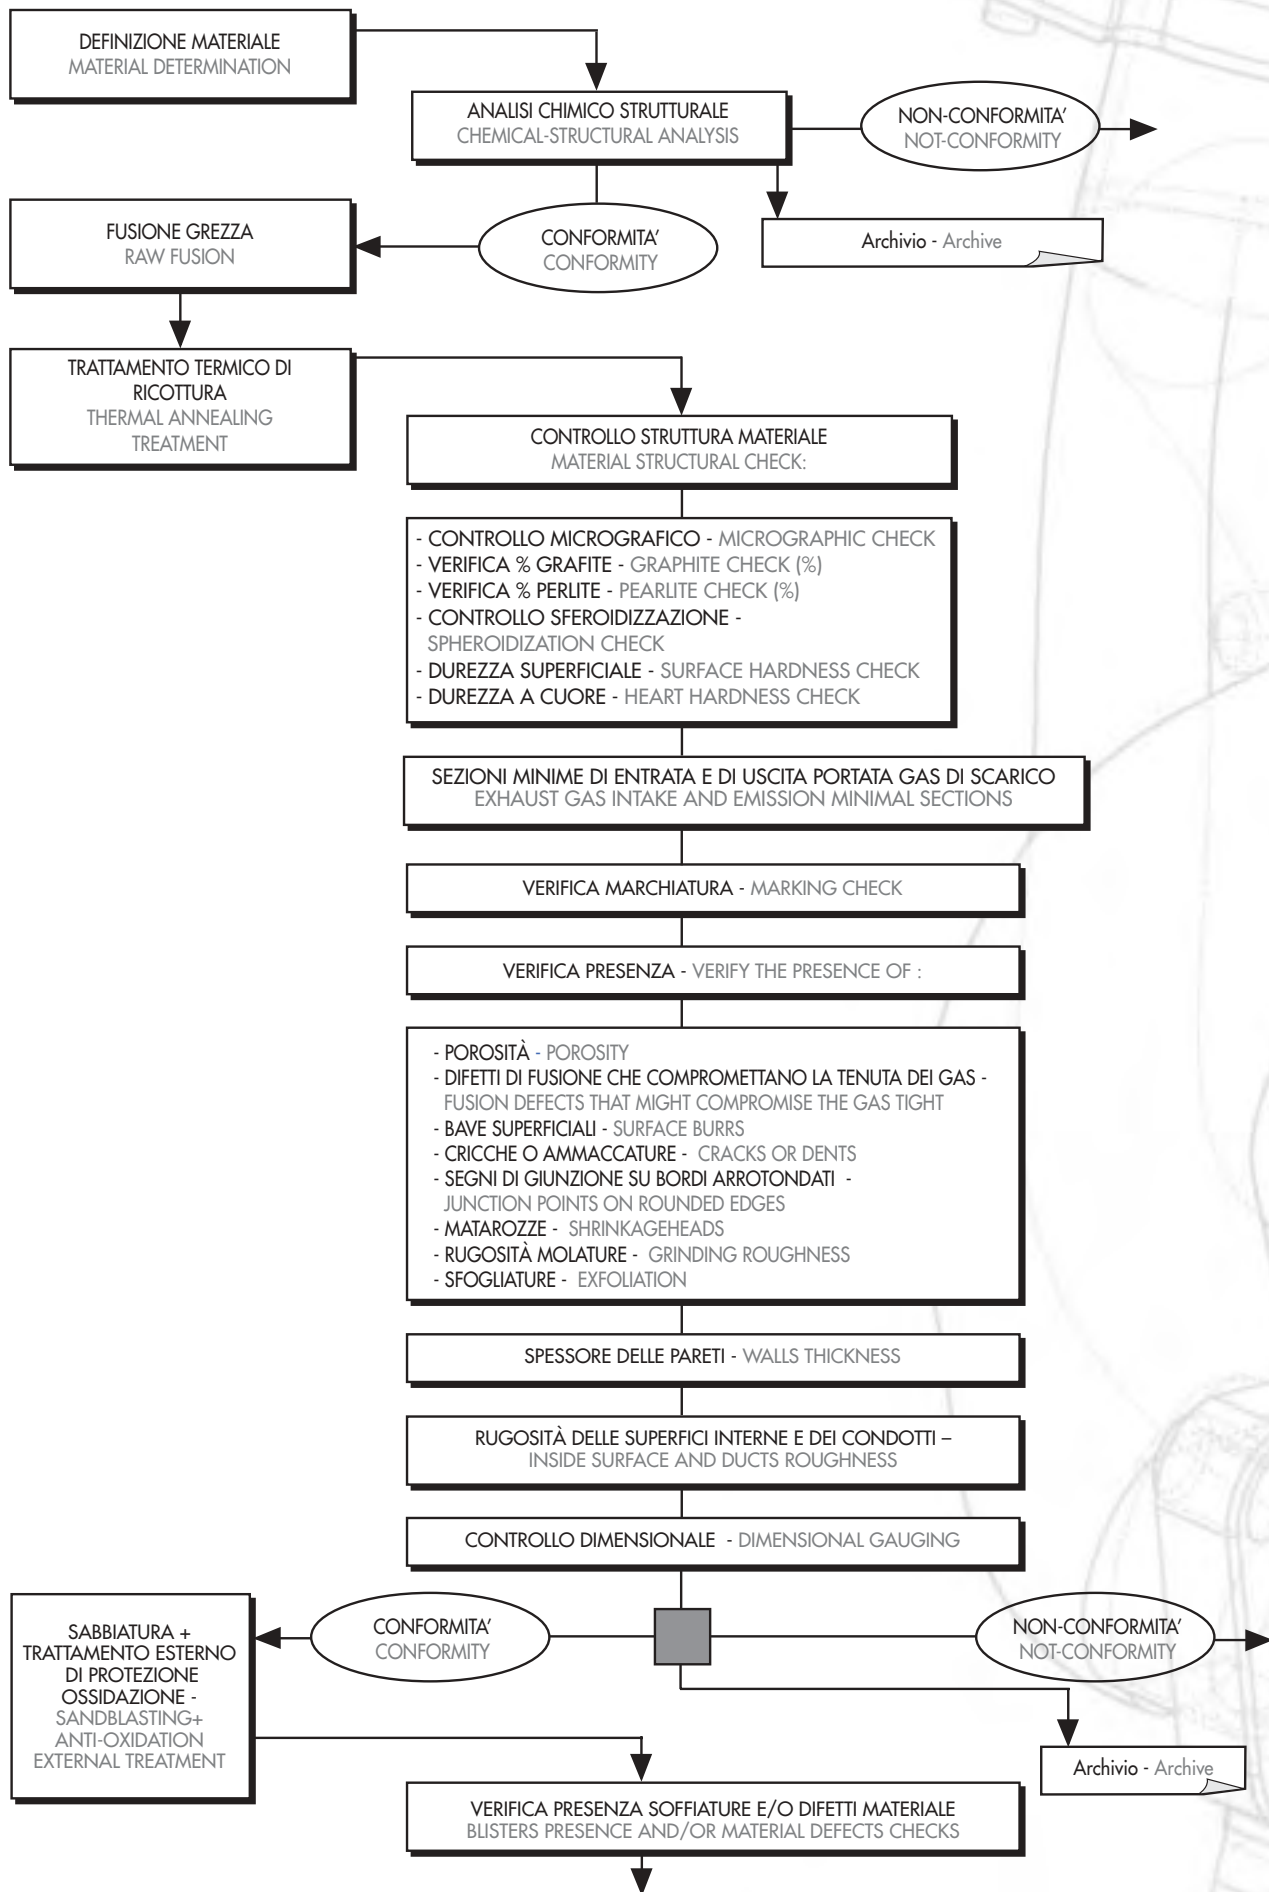 DEFINIZIONE MATERIALE
MATERIAL DETERMINATION
ANALISI CHIMICO STRUTTURALE
CHEMICAL-STRUCTURAL ANALYSIS
NON-CONFORMITA'
NOT-CONFORMITY
FUSIONE GREZZA
RAW FUSION
CONFORMITA'
CONFORMITY
Archivio - Archive
TRATTAMENTO TERMICO DI
RICOTTURA
THERMAL ANNEALING
TREATMENT
CONTROLLO STRUTTURA MATERIALE
MATERIAL STRUCTURAL CHECK:
- CONTROLLO MICROGRAFICO - MICROGRAPHIC CHECK
- VERIFICA % GRAFITE - GRAPHITE CHECK (%)
- VERIFICA % PERLITE - PEARLITE CHECK (%)
- CONTROLLO SFEROIDIZZAZIONE -
SPHEROIDIZATION CHECK
- DUREZZA SUPERFICIALE - SURFACE HARDNESS CHECK
- DUREZZA A CUORE - HEART HARDNESS CHECK
SEZIONI MINIME DI ENTRATA E DI USCITA PORTATA GAS DI SCARICO
EXHAUST GAS INTAKE AND EMISSION MINIMAL SECTIONS
VERIFICA MARCHIATURA - MARKING CHECK
VERIFICA PRESENZA - VERIFY THE PRESENCE OF :
- POROSITÀ - POROSITY
- DIFETTI DI FUSIONE CHE COMPROMETTANO LA TENUTA DEI GAS -
FUSION DEFECTS THAT MIGHT COMPROMISE THE GAS TIGHT
- BAVE SUPERFICIALI - SURFACE BURRS
- CRICCHE O AMMACCATURE - CRACKS OR DENTS
- SEGNI DI GIUNZIONE SU BORDI ARROTONDATI -
JUNCTION POINTS ON ROUNDED EDGES
- MATAROZZE - SHRINKAGEHEADS
- RUGOSITÀ MOLATURE - GRINDING ROUGHNESS
- SFOGLIATURE - EXFOLIATION
SPESSORE DELLE PARETI - WALLS THICKNESS
RUGOSITÀ DELLE SUPERFICI INTERNE E DEI CONDOTTI –
INSIDE SURFACE AND DUCTS ROUGHNESS
CONTROLLO DIMENSIONALE - DIMENSIONAL GAUGING
SABBIATURA +
TRATTAMENTO ESTERNO
DI PROTEZIONE
OSSIDAZIONE -
SANDBLASTING+
ANTI-OXIDATION
EXTERNAL TREATMENT
CONFORMITA'
CONFORMITY
NON-CONFORMITA'
NOT-CONFORMITY
Archivio - Archive
VERIFICA PRESENZA SOFFIATURE E/O DIFETTI MATERIALE
BLISTERS PRESENCE AND/OR MATERIAL DEFECTS CHECKS